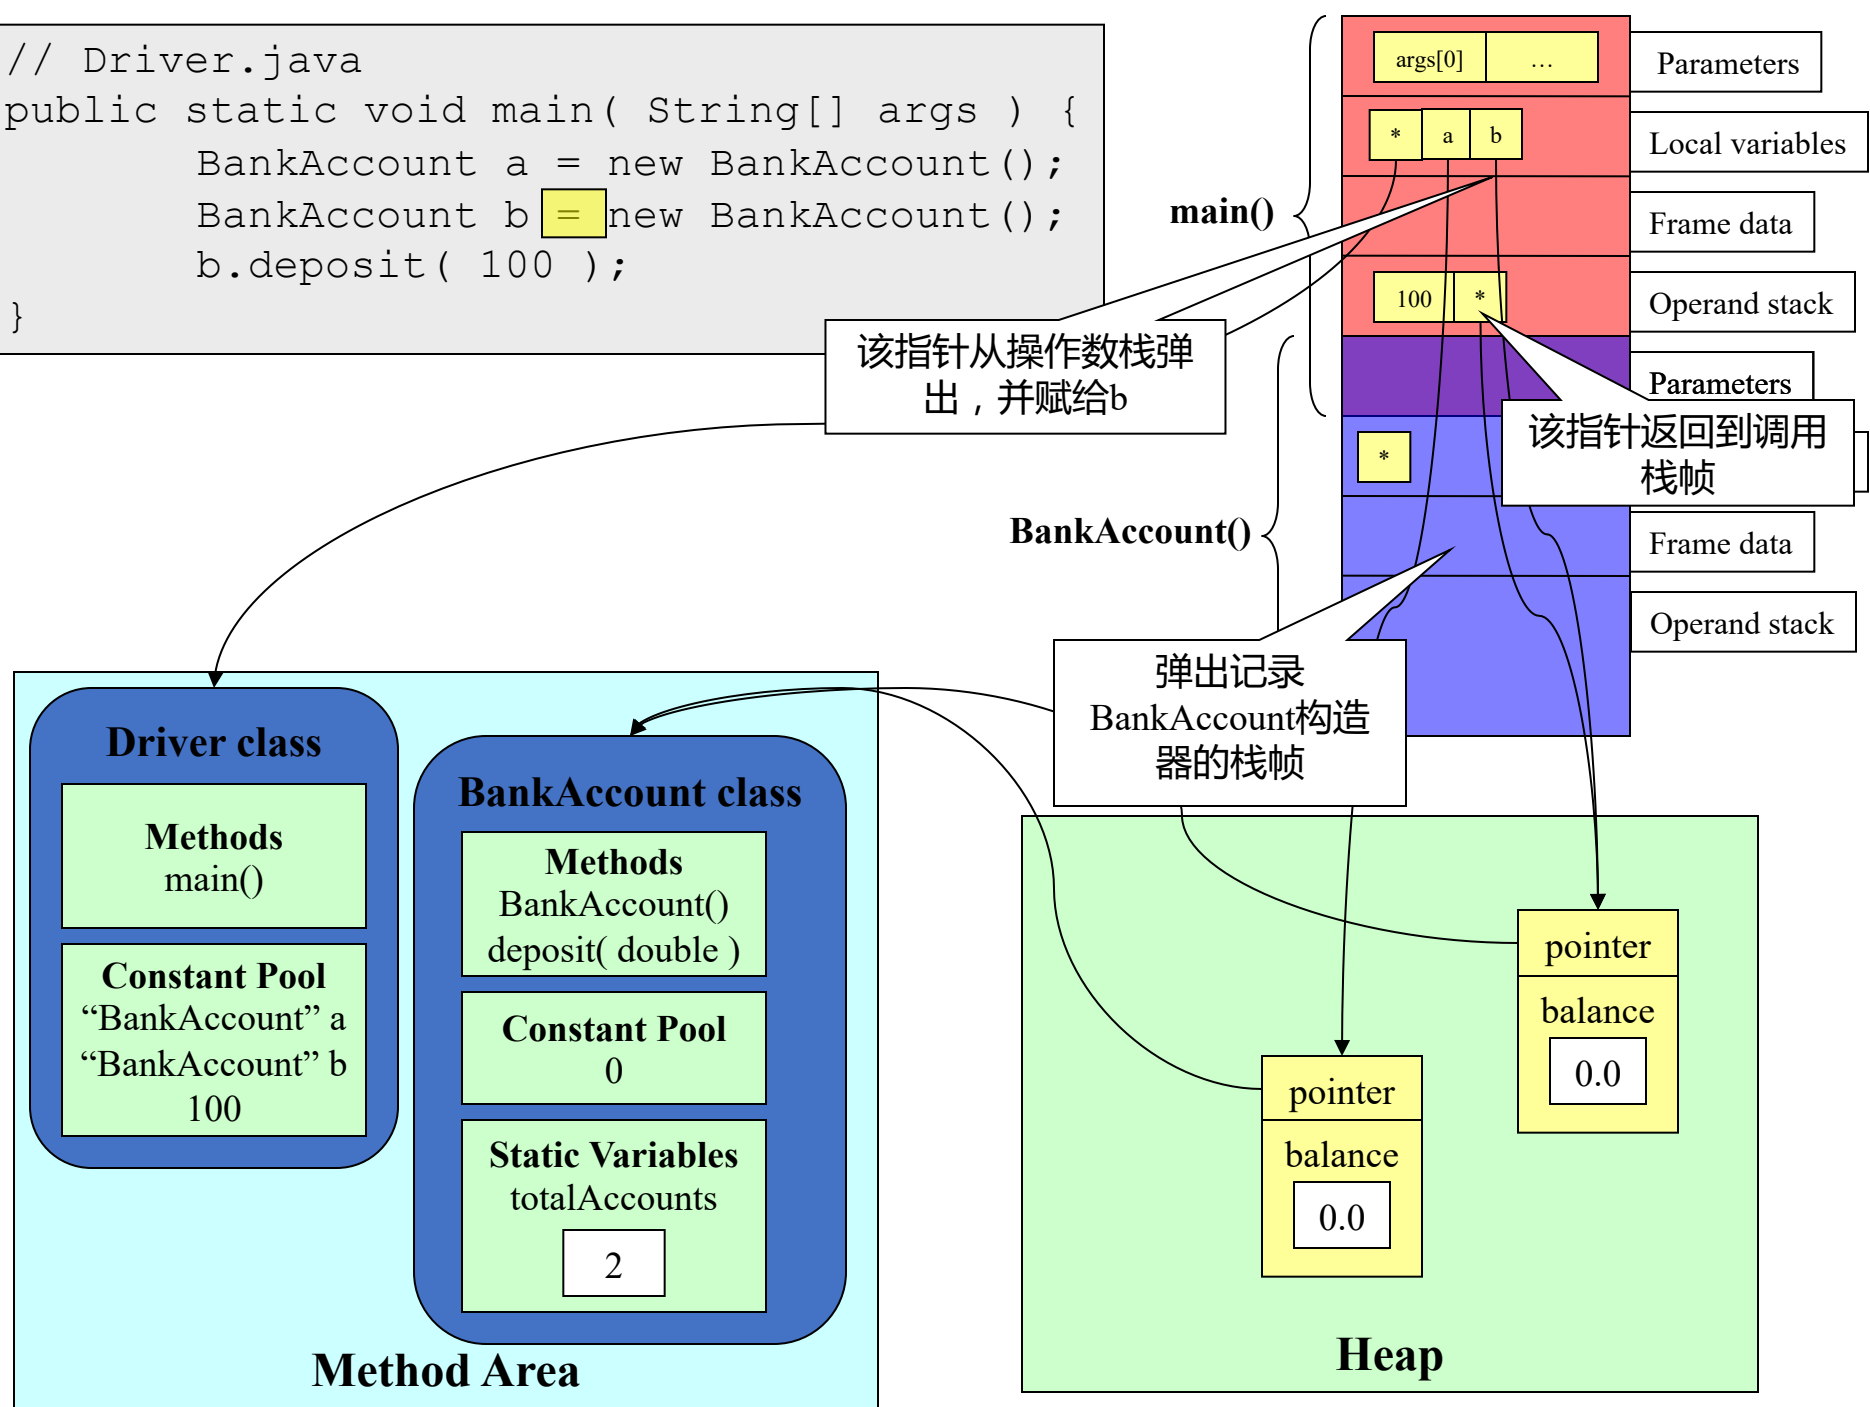 // Driver.java
public static void main( String[] args ) {
BankAccount a = new BankAccount();
BankAccount b = new BankAccount();
b.deposit( 100 );
}
args[0]
…
Parameters
*
a
b
Local variables
main()
Frame data
100
*
Operand stack
该指针从操作数栈弹
出，并赋给b
Parameters
该指针返回到调用
栈帧
*
BankAccount()
Frame data
Operand stack
弹出记录
BankAccount构造
器的栈帧
Driver class
Methods
main()
Constant Pool
“BankAccount” a
“BankAccount” b
100
BankAccount class
Methods
BankAccount()
deposit( double )
Constant Pool
0
Static Variables
totalAccounts
2
Method Area
pointer
balance
0.0
pointer
balance
0.0
Heap